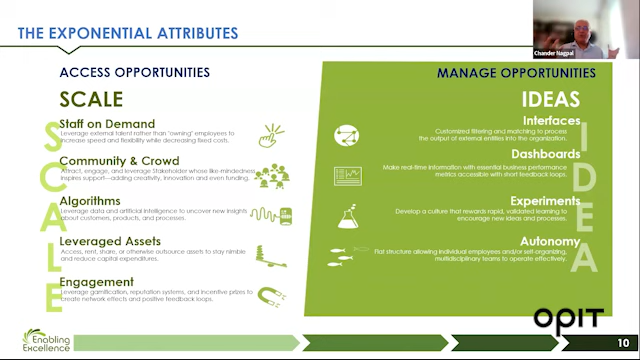 THE EXPONENTIAL ATTRIBUTES
Chander Nagpal
ACCESS OPPORTUNITIES
SCALE
Staff on Demand
Leverage external talent rather than "owning" employees to
increase speed and flexibility while decreasing fixed costs.
Community & Crowd
Attract, engage, and leverage Stakeholder whose like-mindedness
inspires support—adding creativity, innovation and even funding.
Algorithms
Leverage data and artificial intelligence to uncover new insights
about customers, products, and processes.
Leveraged Assets
Access, rent, share, or otherwise outsource assets to stay nimble
and reduce capital expenditures.
Engagement
Leverage gamification, reputation systems, and incentive prizes to
create network effects and positive feedback loops.
SCALE
MANAGE OPPORTUNITIES
IDEAS
Interfaces
Customized filtering and matching to process
the output of external entities into the organization.
Dashboards
Make real-time information with essential business performance
metrics accessible with short feedback loops.
Experiments
Develop a culture that rewards rapid, validated learning to
encourage new ideas and processes.
Autonomy
Flat structure allowing individual employees and/or self-organizing,
multidisciplinary teams to operate effectively.
IDEA
OPIT
Enabling
Excellence
10